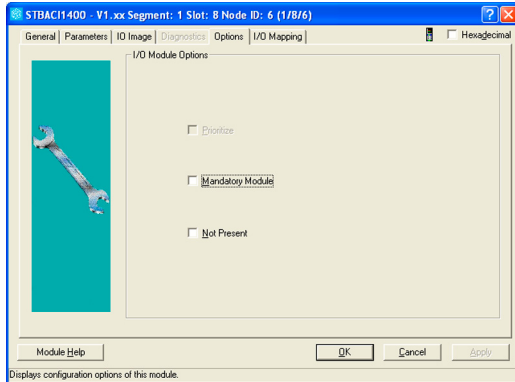 STBACI1400 - V1.xx Segment: 1 Slot: 8 Node ID: 6 (1/8/6)
General Parameters IO Image Diagnostics Options I/O Mapping Hexadecimal
I/O Module Options
Prioritize
Mandatory Module
Not Present
Module Help OK Cancel Apply
Displays configuration options of this module.